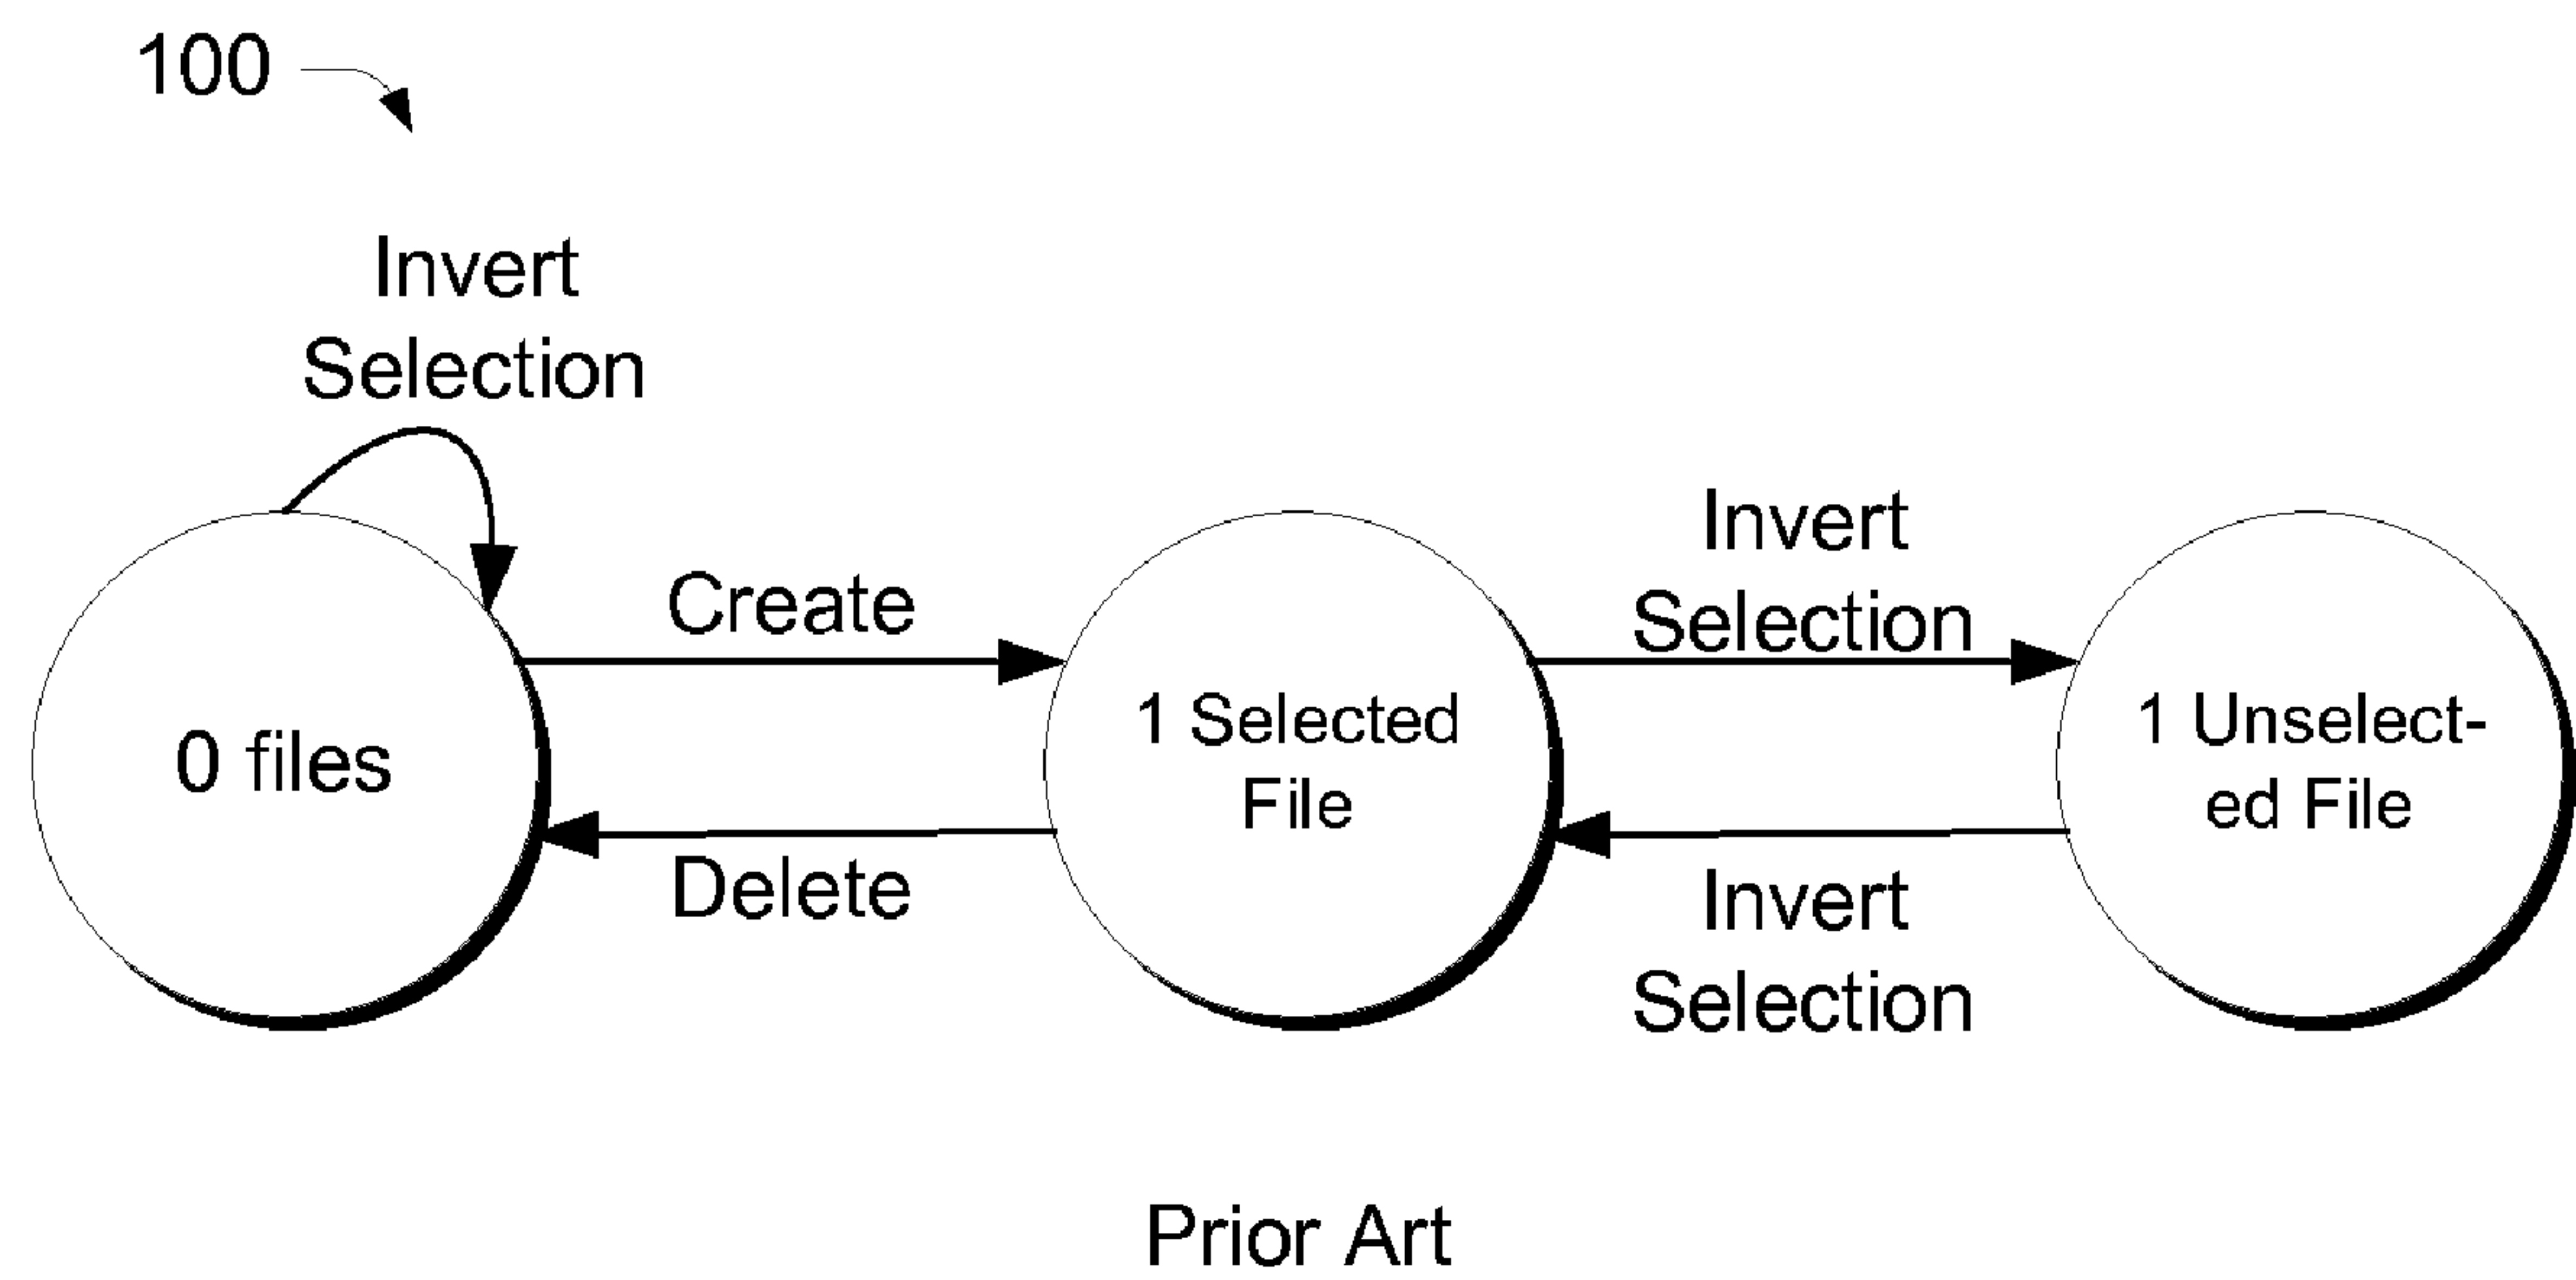 100
Invert
Selection
Create
Invert
Selection
0 files
1 Selected
File
1 Unselect-
ed File
Delete
Invert
Selection
Prior Art